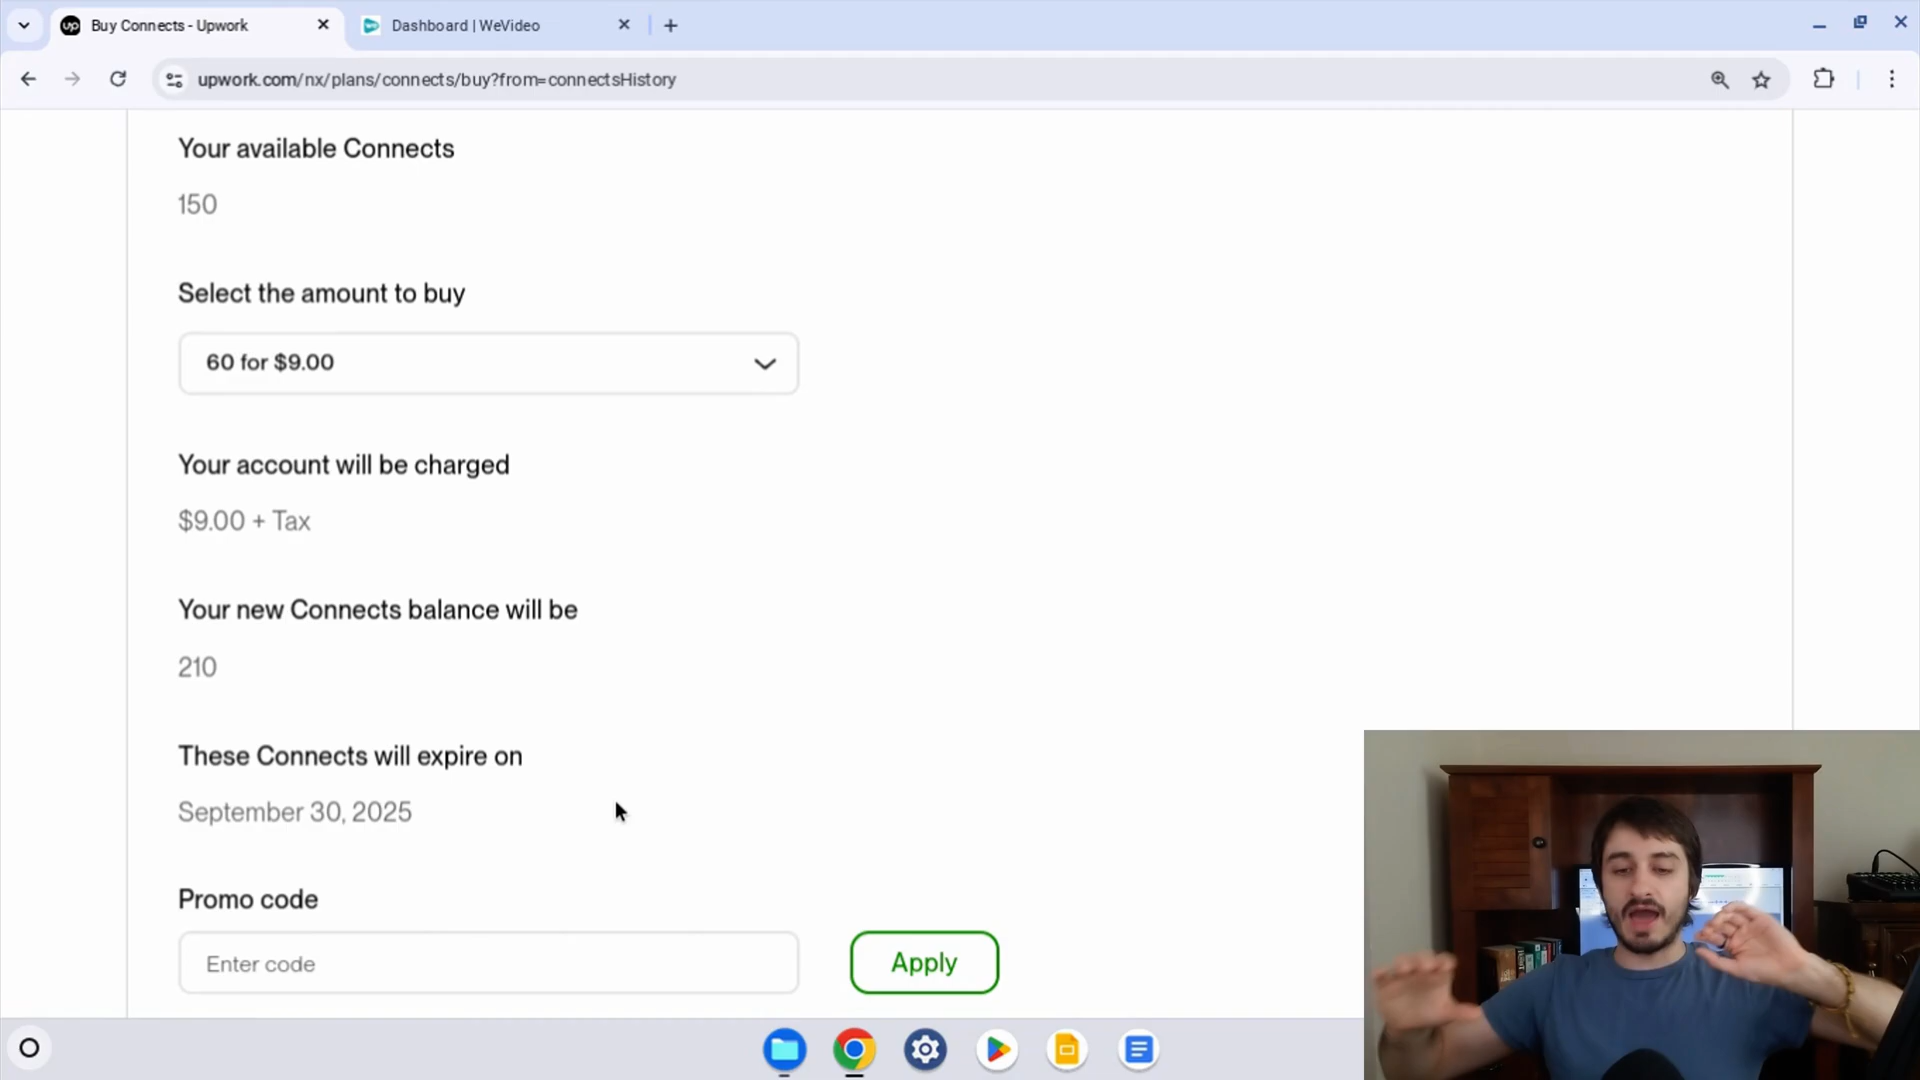 Buy Connects - Upwork
Dashboard | WeVideo
upwork.com/nx/plans/connects/buy?from=connectsHistory
Your available Connects
150
Select the amount to buy
60 for $9.00
Your account will be charged
$9.00 + Tax
Your new Connects balance will be
210
These Connects will expire on
September 30, 2025
Promo code
Enter code
Apply